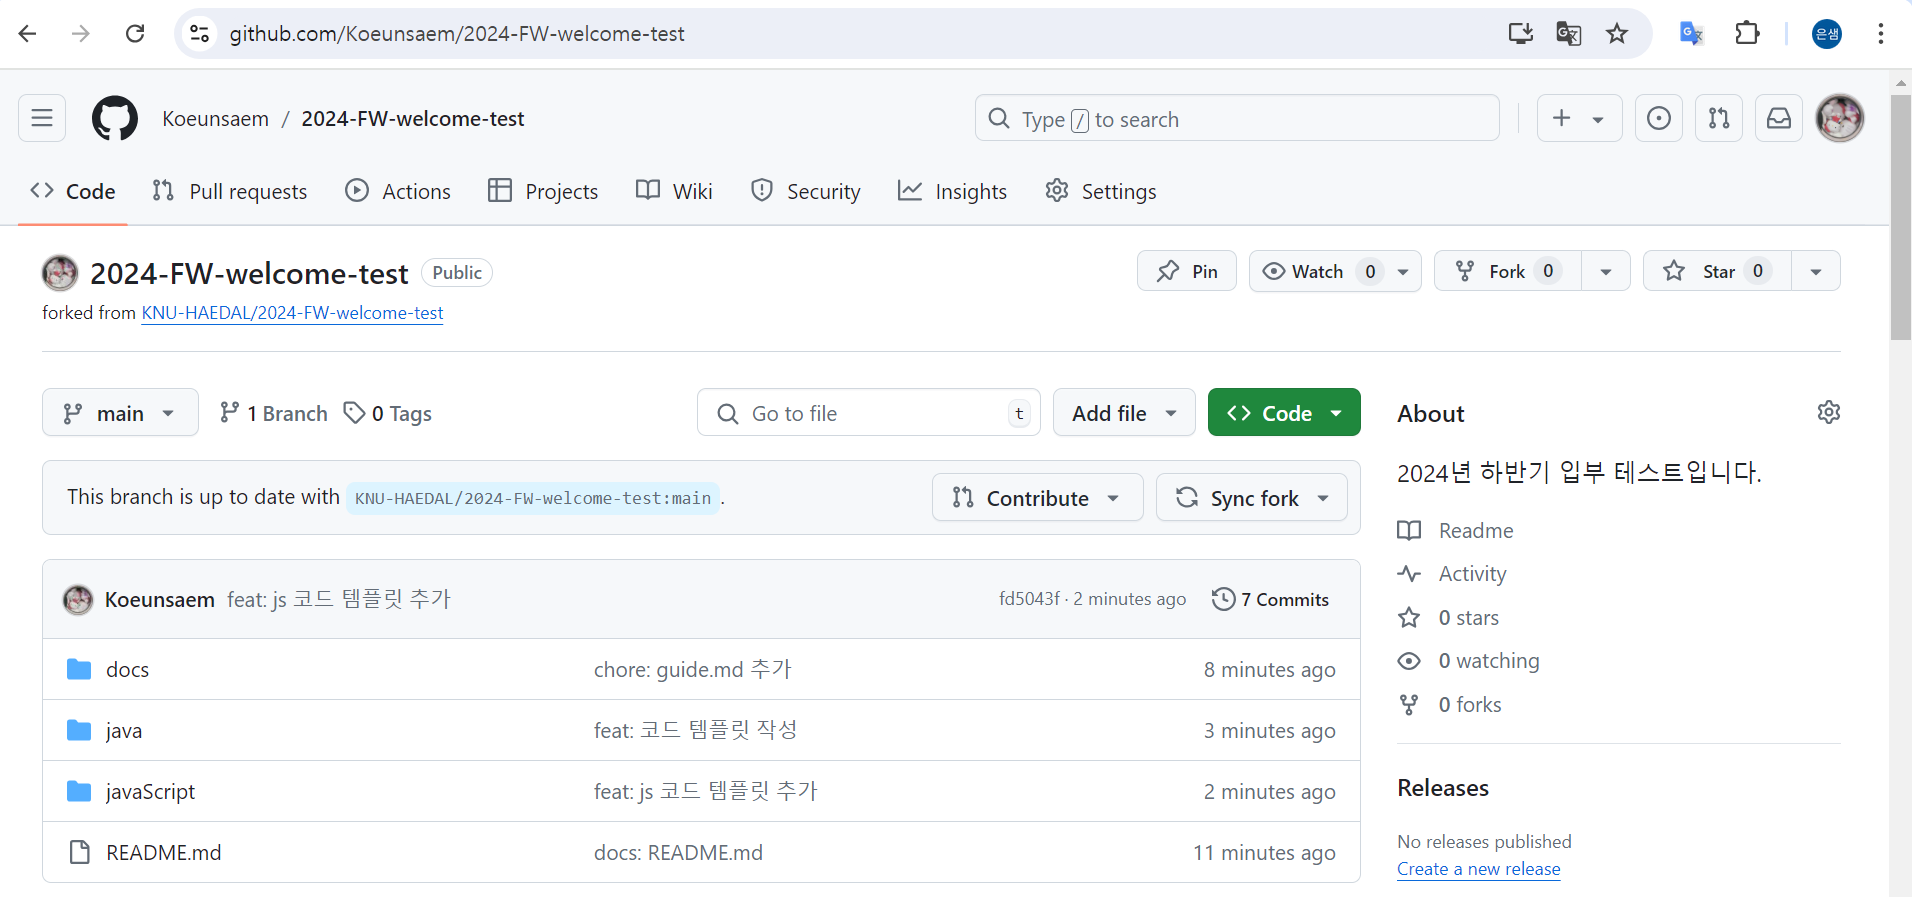 github.com/Koeunsaem/2024-FW-welcome-test
은샘
Koeunsaem / 2024-FW-welcome-test
Type / to search
Code Pull requests Actions Projects Wiki Security Insights Settings
2024-FW-welcome-test Public
Pin Watch 0 Fork 0 Star 0
forked from KNU-HAEDAL/2024-FW-welcome-test
main 1 Branch 0 Tags Go to file t Add file Code
This branch is up to date with KNU-HAEDAL/2024-FW-welcome-test:main . Contribute Sync fork
Koeunsaem feat: js 코드 템플릿 추가 fd5043f · 2 minutes ago 7 Commits
docs chore: guide.md 추가 8 minutes ago
java feat: 코드 템플릿 작성 3 minutes ago
javaScript feat: js 코드 템플릿 추가 2 minutes ago
README.md docs: README.md 11 minutes ago
About
2024년 하반기 입부 테스트입니다.
Readme
Activity
0 stars
0 watching
0 forks
Releases
No releases published
Create a new release